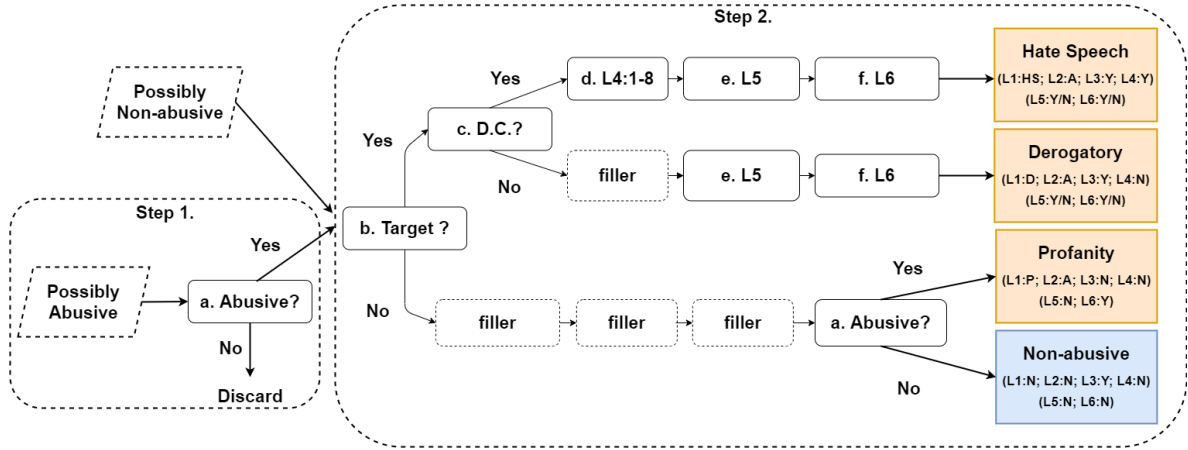 Step 2.
Possibly
Non-abusive
Step 1.
Possibly
Abusive
Yes
a. Abusive?
No
Discard
b. Target ?
Yes
No
c. D.C.?
Yes
No
d. L4:1-8
e. L5
f. L6
Hate Speech
(L1:HS; L2:A; L3:Y; L4:Y)
(L5:Y/N; L6:Y/N)
filler
e. L5
f. L6
Derogatory
(L1:D; L2:A; L3:Y; L4:N)
(L5:Y/N; L6:Y/N)
filler
filler
filler
a. Abusive?
Yes
No
Profanity
(L1:P; L2:A; L3:N; L4:N)
(L5:N; L6:Y)
Non-abusive
(L1:N; L2:N; L3:Y; L4:N)
(L5:N; L6:N)